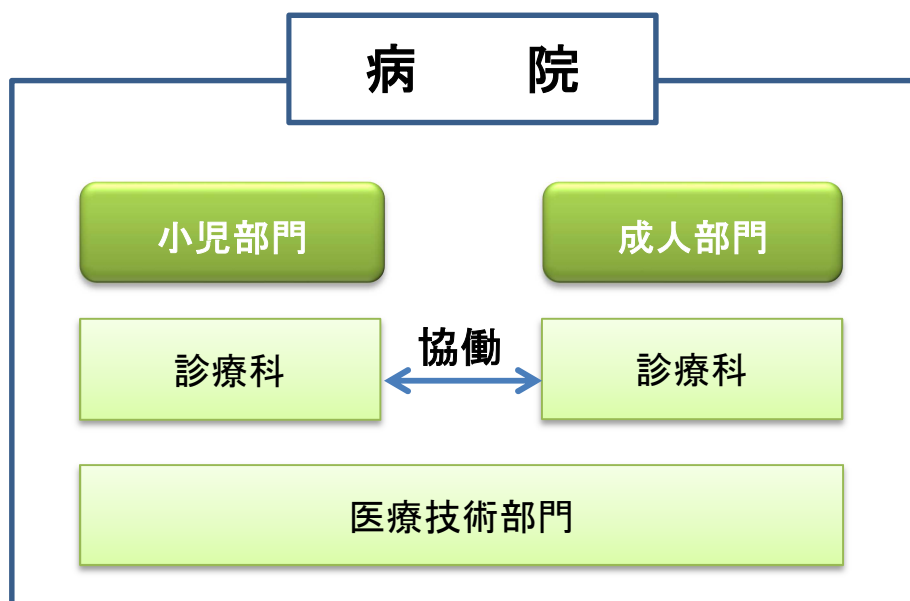 病　　院
小児部門
成人部門
診療科
協働
診療科
医療技術部門